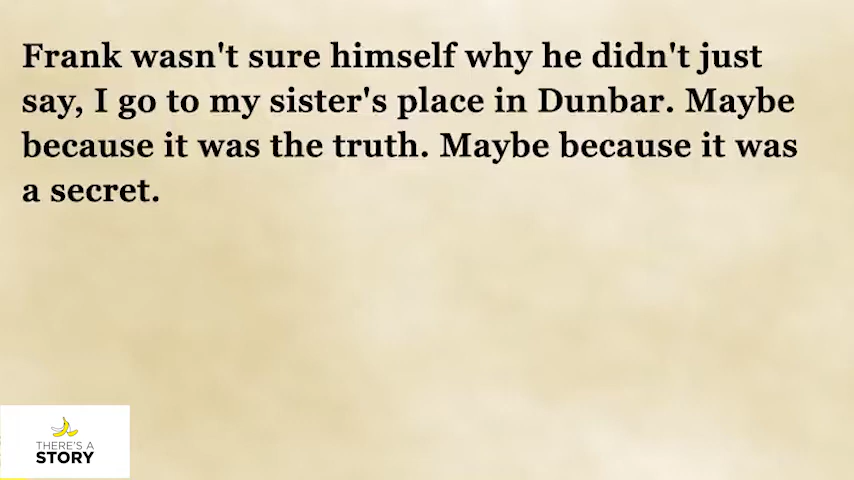 Frank wasn't sure himself why he didn't just
say, I go to my sister's place in Dunbar. Maybe
because it was the truth. Maybe because it was
a secret.
THERE'S A
STORY